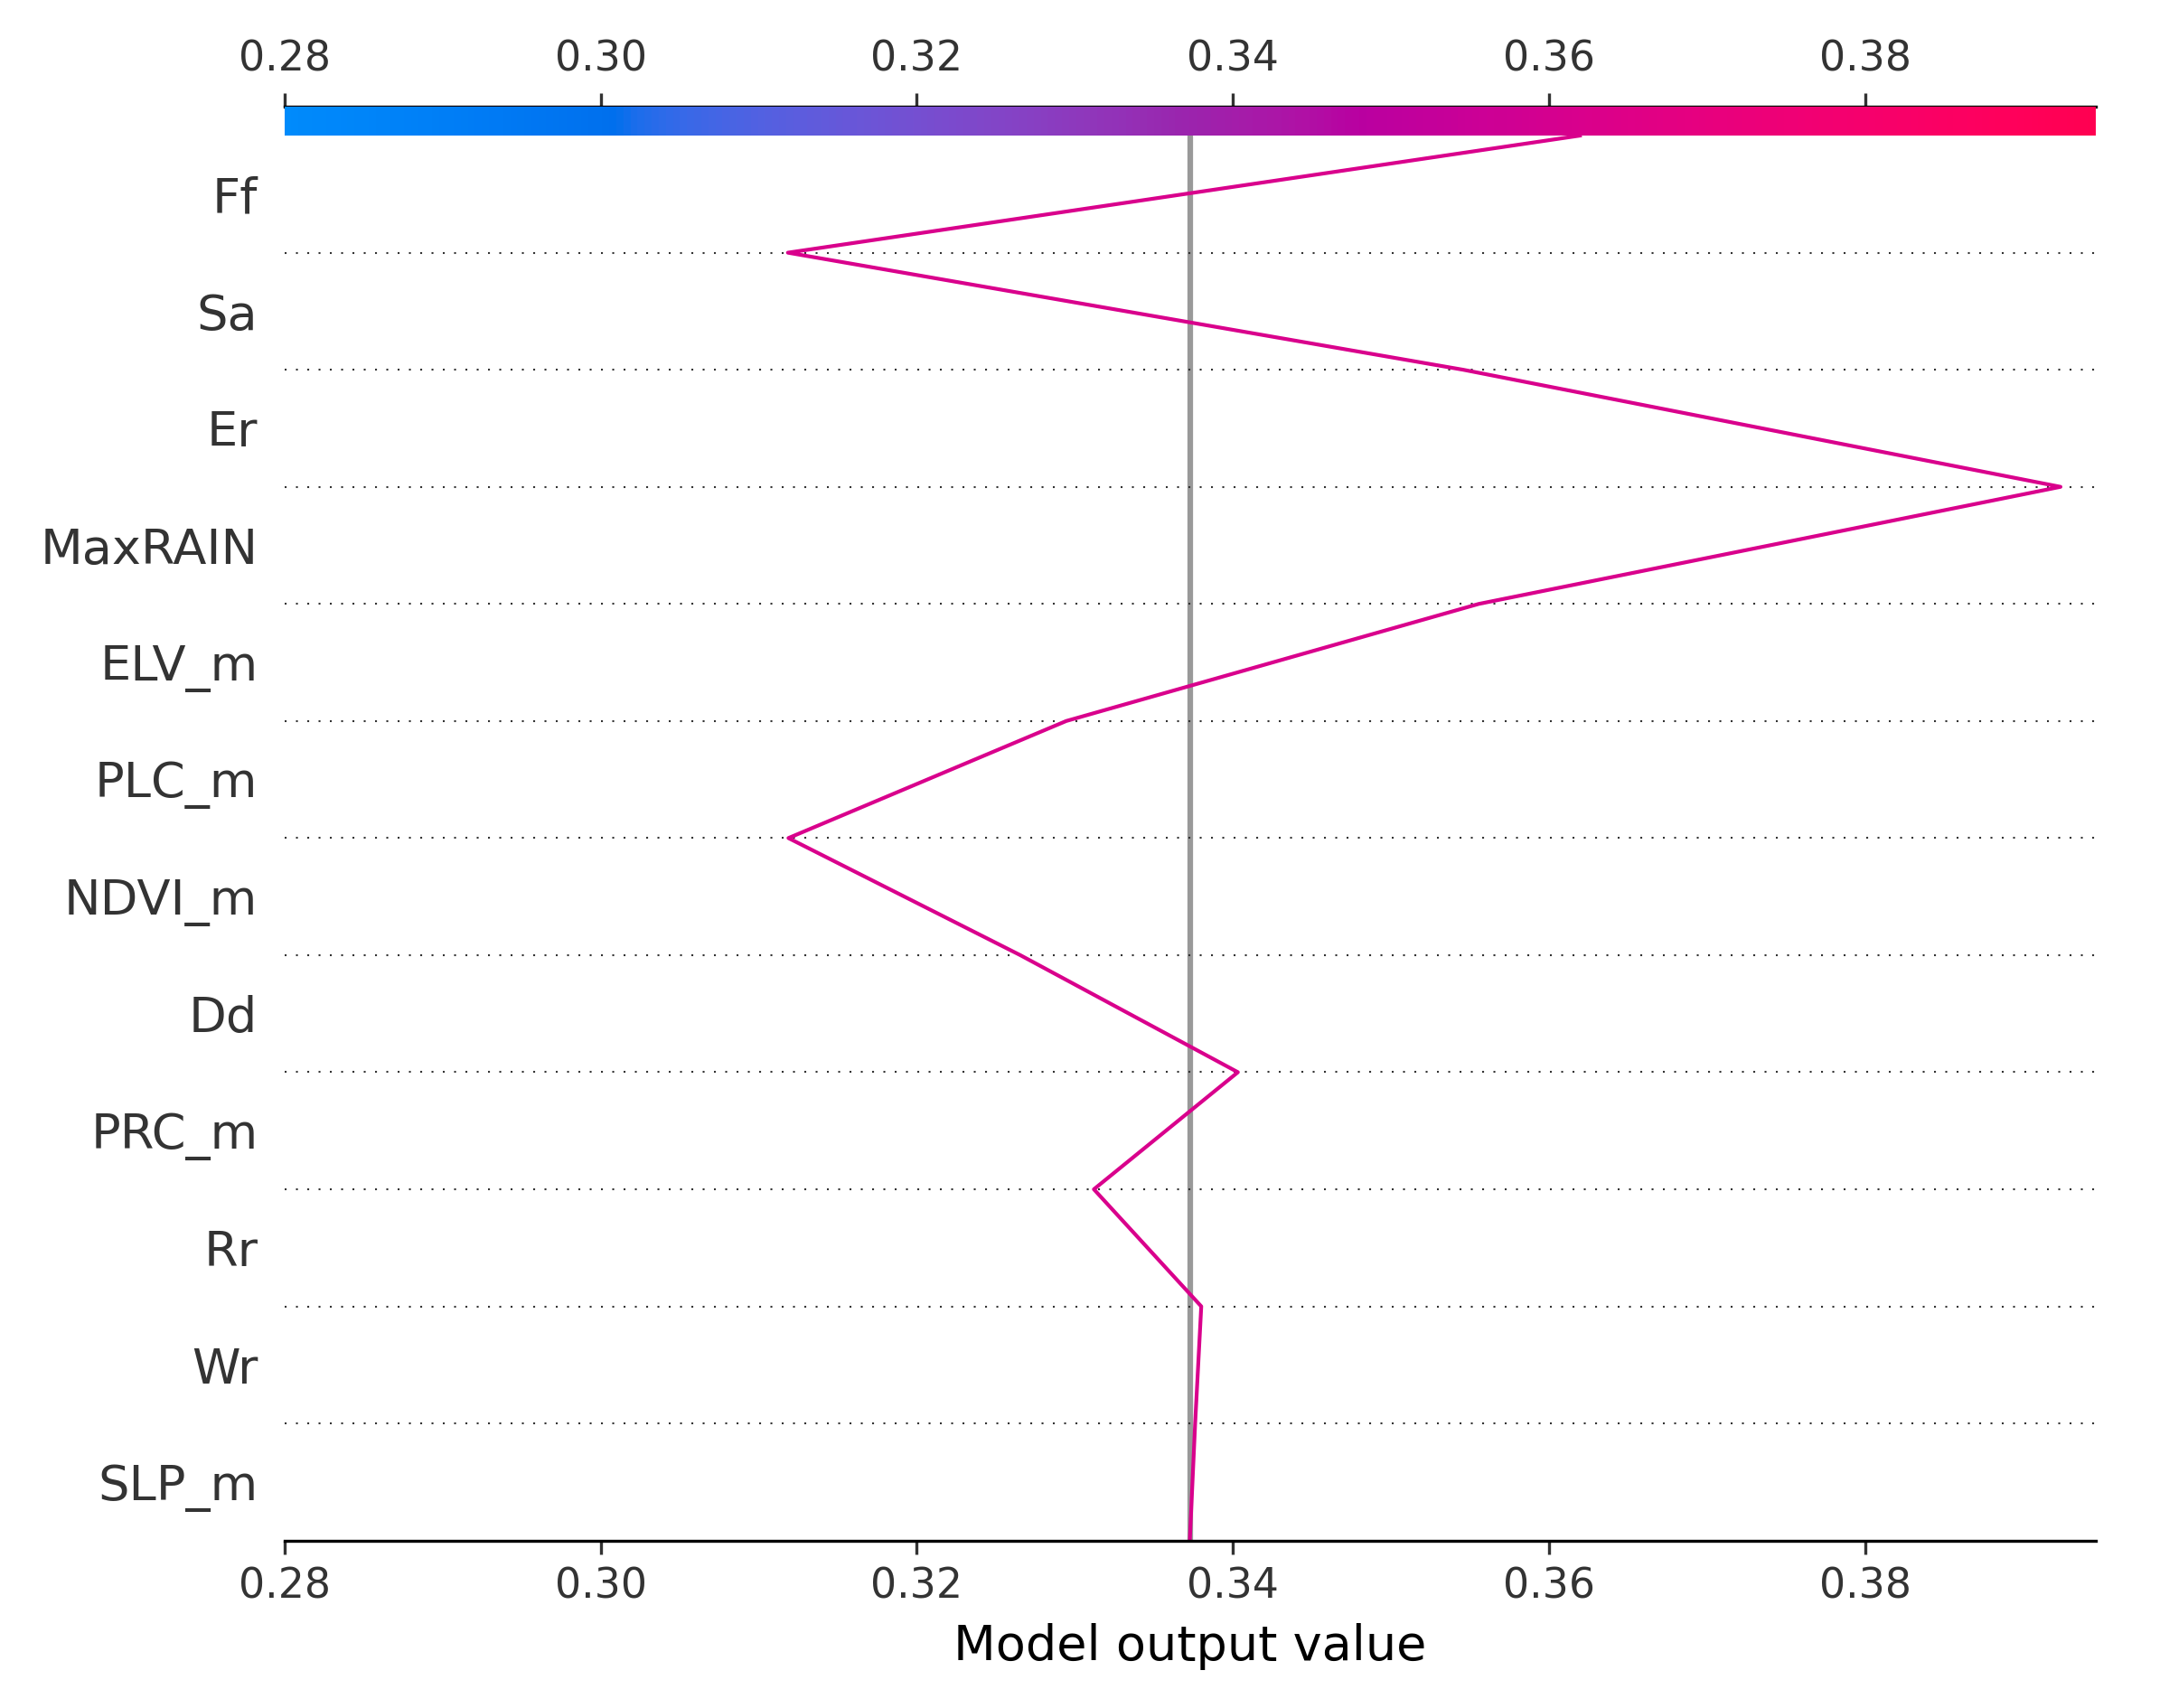 0.28 0.30 0.32 0.34 0.36 0.38
Ff
Sa
Er
MaxRAIN
ELV_m
PLC_m
NDVI_m
Dd
PRC_m
Rr
Wr
SLP_m
0.28 0.30 0.32 0.34 0.36 0.38
Model output value